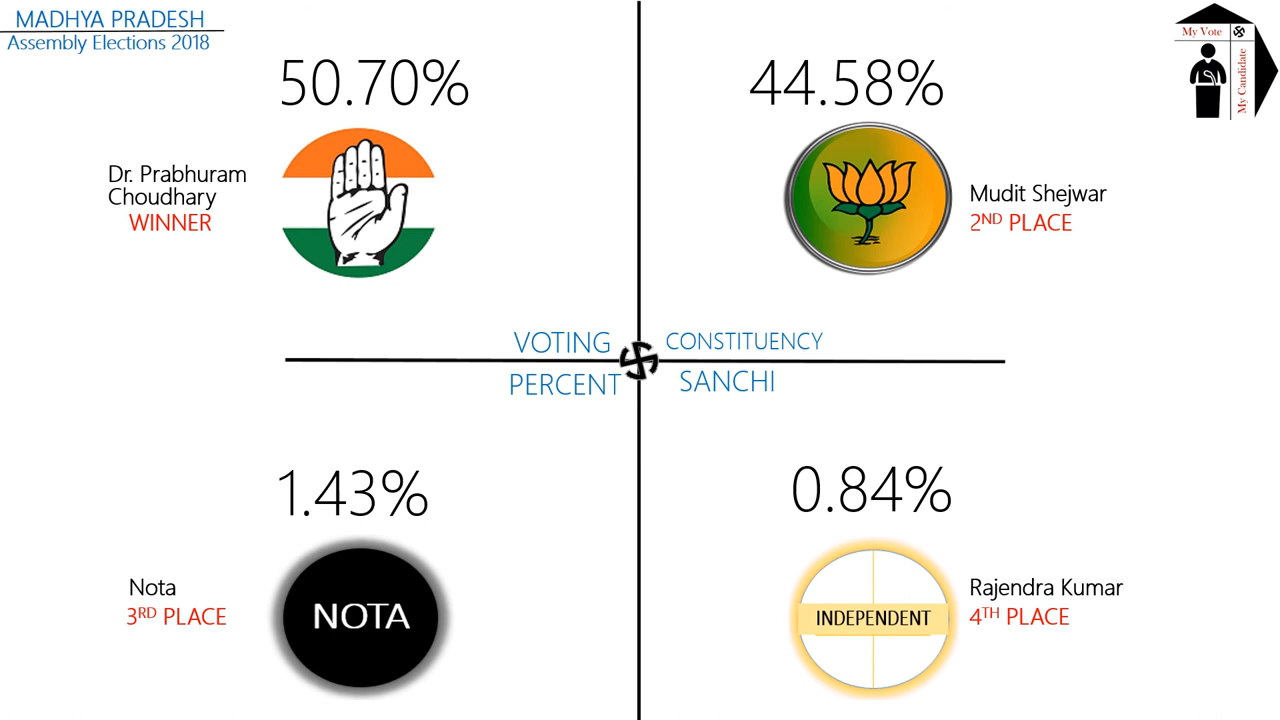 MADHYA PRADESH
Assembly Elections 2018
My Vote
My Candidate
50.70%
Dr. Prabhuram
Choudhary
WINNER
44.58%
Mudit Shejwar
2ND PLACE
VOTING
PERCENT
CONSTITUENCY
SANCHI
1.43%
Nota
3RD PLACE
NOTA
0.84%
INDEPENDENT
Rajendra Kumar
4TH PLACE